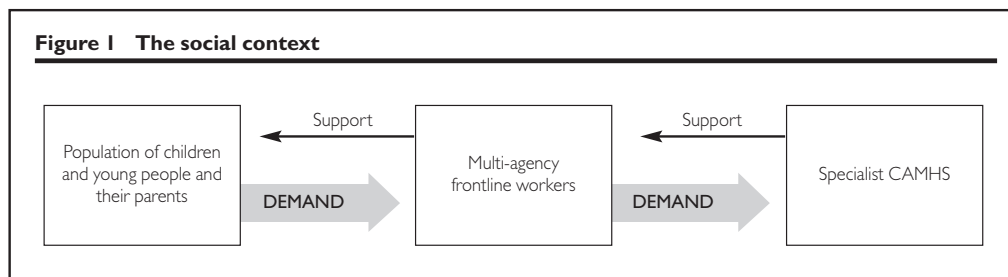 Figure 1 The social context
Support
Support
Population of children
and young people and
their parents
DEMAND
Multi-agency
frontline workers
DEMAND
Specialist CAMHS